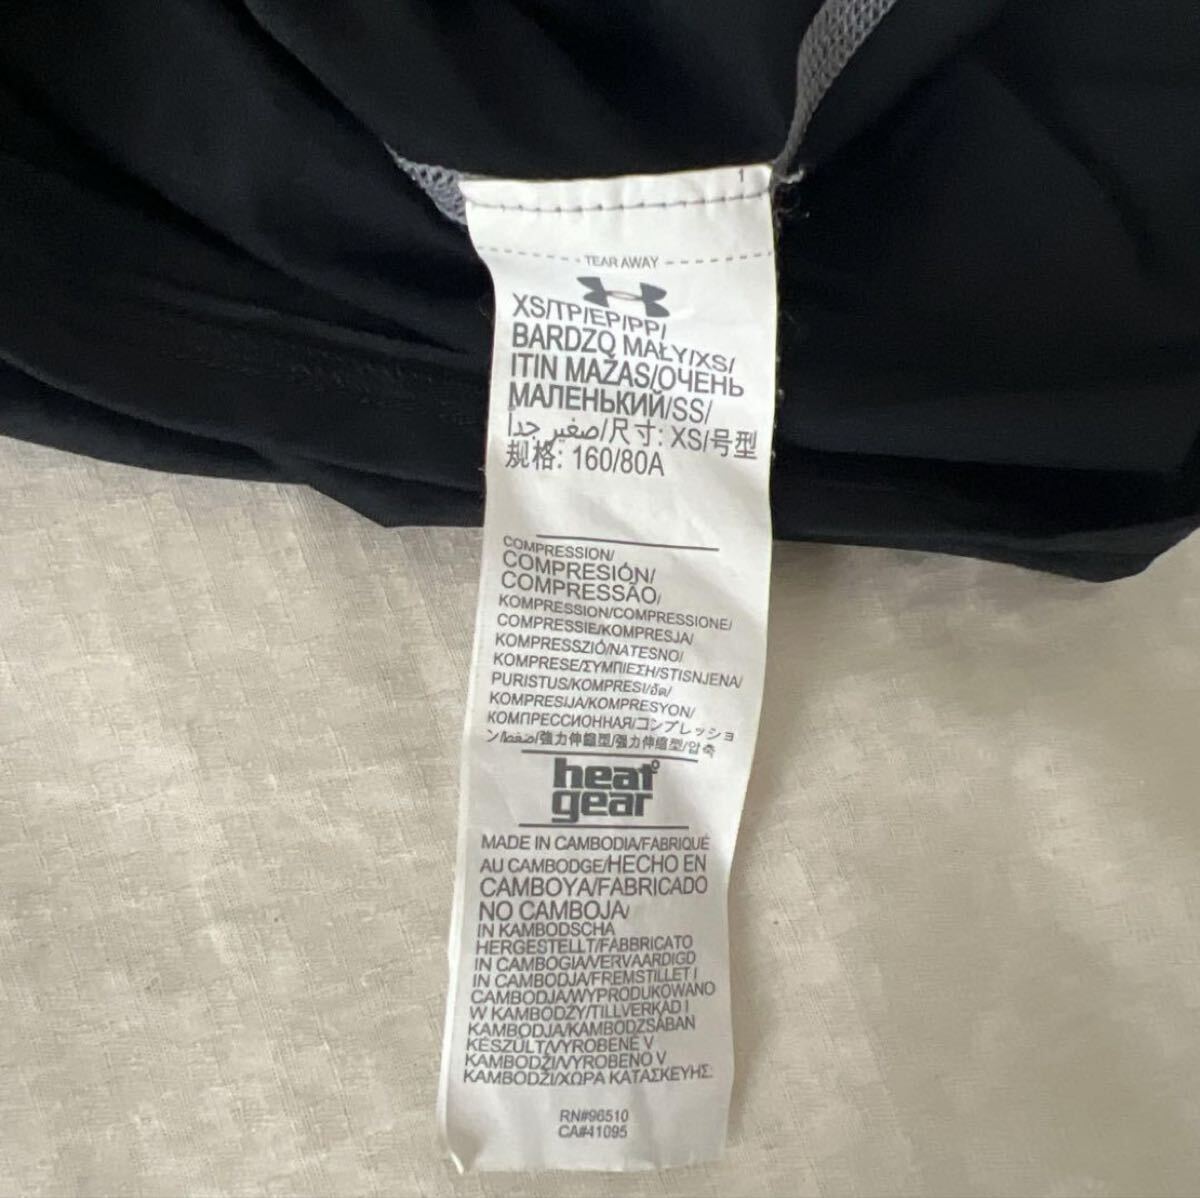 1
TEAR AWAY
XS/TP/EP/PP/
BARDZO MAŁY/XS/
ITIN MAŽAS/ОЧЕНЬ
МАЛЕНЬКИЙ/SS/
صغير جداً/尺寸: XS/号型
规格: 160/80A
COMPRESSION/
COMPRESIÓN/
COMPRESSÃO/
KOMPRESSION/COMPRESSIONE/
COMPRESSIE/KOMPRESJA/
KOMPRESSZIÓ/NATESNO/
KOMPRESE/ΣΥΜΠΙΕΣΗ/STISNJENA/
PURISTUS/KOMPRESI/อัด/
KOMPRESIJA/KOMPRESYON/
КОМПРЕССИОННАЯ/コンプレッショ
ン/ضغط/強力伸縮型/强力伸缩型/압축
heat
gear
MADE IN CAMBODIA/FABRIQUÉ
AU CAMBODGE/HECHO EN
CAMBOYA/FABRICADO
NO CAMBOJA/
IN KAMBODSCHA
HERGESTELLT/FABBRICATO
IN CAMBOGIA/VERVAARDIGD
IN CAMBODJA/FREMSTILLET I
CAMBODJA/WYPRODUKOWANO
W KAMBODŻY/TILLVERKAD I
KAMBODJA/KAMBODZSÁBAN
KÉSZÜLT/VYROBENÉ V
KAMBODŽI/VYROBENO V
KAMBODŽI/ΧΩΡΑ ΚΑΤΑΣΚΕΥΗΣ:
RN#96510
CA#41095